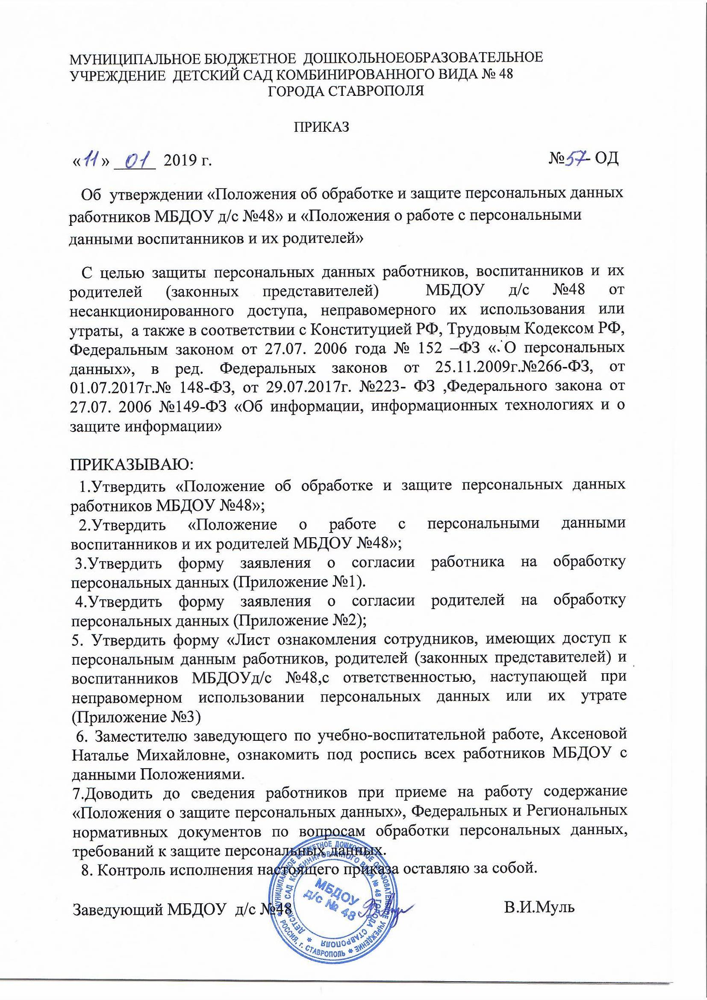 МУНИЦИПАЛЬНОЕ БЮДЖЕТНОЕ ДОШКОЛЬНОЕОБРАЗОВАТЕЛЬНОЕ
УЧРЕЖДЕНИЕ ДЕТСКИЙ САД КОМБИНИРОВАННОГО ВИДА № 48
ГОРОДА СТАВРОПОЛЯ
ПРИКАЗ
«11» 01 2019 г. №57- ОД
Об утверждении «Положения об обработке и защите персональных данных
работников МБДОУ д/с №48» и «Положения о работе с персональными
данными воспитанников и их родителей»
С целью защиты персональных данных работников, воспитанников и их
родителей (законных представителей) МБДОУ д/с №48 от
несанкционированного доступа, неправомерного их использования или
утраты, а также в соответствии с Конституцией РФ, Трудовым Кодексом РФ,
Федеральным законом от 27.07. 2006 года № 152 –ФЗ «. О персональных
данных», в ред. Федеральных законов от 25.11.2009г.№266-ФЗ, от
01.07.2017г.№ 148-ФЗ, от 29.07.2017г. №223- ФЗ ,Федерального закона от
27.07. 2006 №149-ФЗ «Об информации, информационных технологиях и о
защите информации»
ПРИКАЗЫВАЮ:
1.Утвердить «Положение об обработке и защите персональных данных
работников МБДОУ №48»;
2.Утвердить «Положение о работе с персональными данными
воспитанников и их родителей МБДОУ №48»;
3.Утвердить форму заявления о согласии работника на обработку
персональных данных (Приложение №1).
4.Утвердить форму заявления о согласии родителей на обработку
персональных данных (Приложение №2);
5. Утвердить форму «Лист ознакомления сотрудников, имеющих доступ к
персональным данным работников, родителей (законных представителей) и
воспитанников МБДОУд/с №48,с ответственностью, наступающей при
неправомерном использовании персональных данных или их утрате
(Приложение №3)
6. Заместителю заведующего по учебно-воспитательной работе, Аксеновой
Наталье Михайловне, ознакомить под роспись всех работников МБДОУ с
данными Положениями.
7.Доводить до сведения работников при приеме на работу содержание
«Положения о защите персональных данных», Федеральных и Региональных
нормативных документов по вопросам обработки персональных данных,
требований к защите персональных данных.
8. Контроль исполнения настоящего приказа оставляю за собой.
Заведующий МБДОУ д/с №48 В.И.Муль
МУНИЦИПАЛЬНОЕ БЮДЖЕТНОЕ ДОШКОЛЬНОЕ ОБРАЗОВАТЕЛЬНОЕ УЧРЕЖДЕНИЕ * РОССИЯ, г. СТАВРОПОЛЬ *
ДЕТСКИЙ САД КОМБИНИРОВАННОГО ВИДА № 48 ГОРОДА СТАВРОПОЛЯ *
МБДОУ
д/с № 48